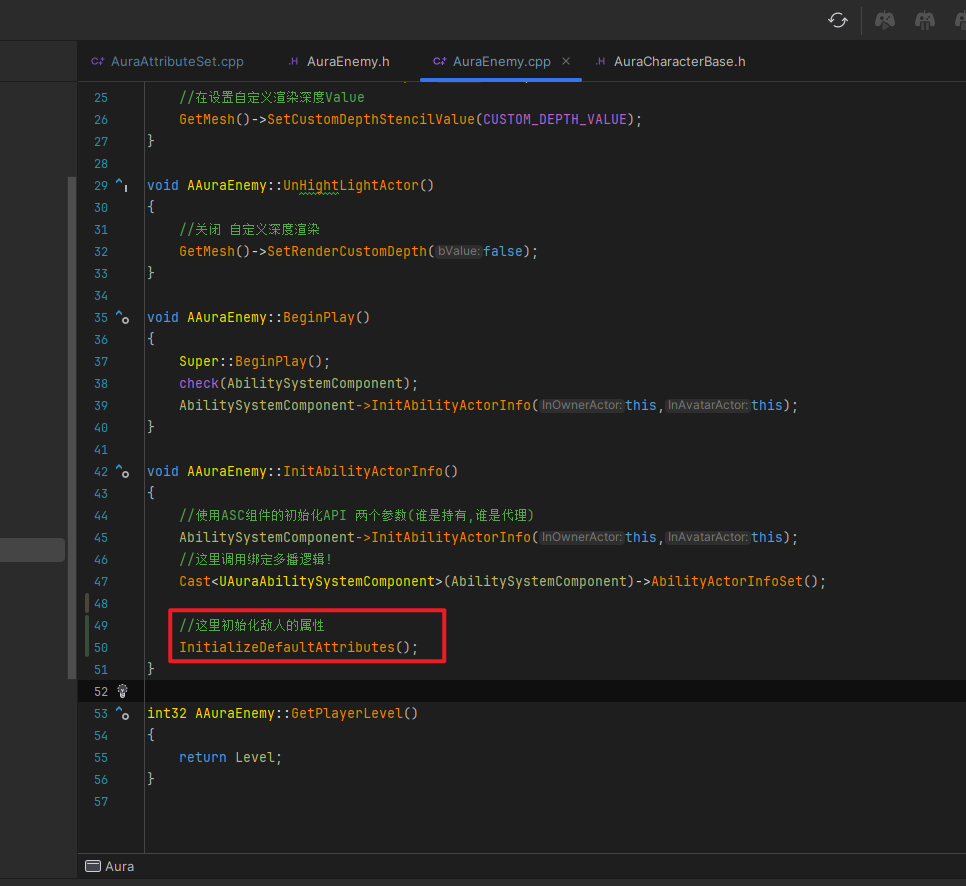 AuraAttributeSet.cpp AuraEnemy.h AuraEnemy.cpp AuraCharacterBase.h
25 //在设置自定义渲染深度Value
26 GetMesh()->SetCustomDepthStencilValue(CUSTOM_DEPTH_VALUE);
27 }
28
29 void AAuraEnemy::UnHightLightActor()
30 {
31 //关闭 自定义深度渲染
32 GetMesh()->SetRenderCustomDepth(bValue:false);
33 }
34
35 void AAuraEnemy::BeginPlay()
36 {
37 Super::BeginPlay();
38 check(AbilitySystemComponent);
39 AbilitySystemComponent->InitAbilityActorInfo(InOwnerActor:this,InAvatarActor:this);
40 }
41
42 void AAuraEnemy::InitAbilityActorInfo()
43 {
44 //使用ASC组件的初始化API 两个参数(谁是持有,谁是代理)
45 AbilitySystemComponent->InitAbilityActorInfo(InOwnerActor:this,InAvatarActor:this);
46 //这里调用绑定多播逻辑!
47 Cast<UAuraAbilitySystemComponent>(AbilitySystemComponent)->AbilityActorInfoSet();
48
49 //这里初始化敌人的属性
50 InitializeDefaultAttributes();
51 }
52
53 int32 AAuraEnemy::GetPlayerLevel()
54 {
55 return Level;
56 }
57
Aura